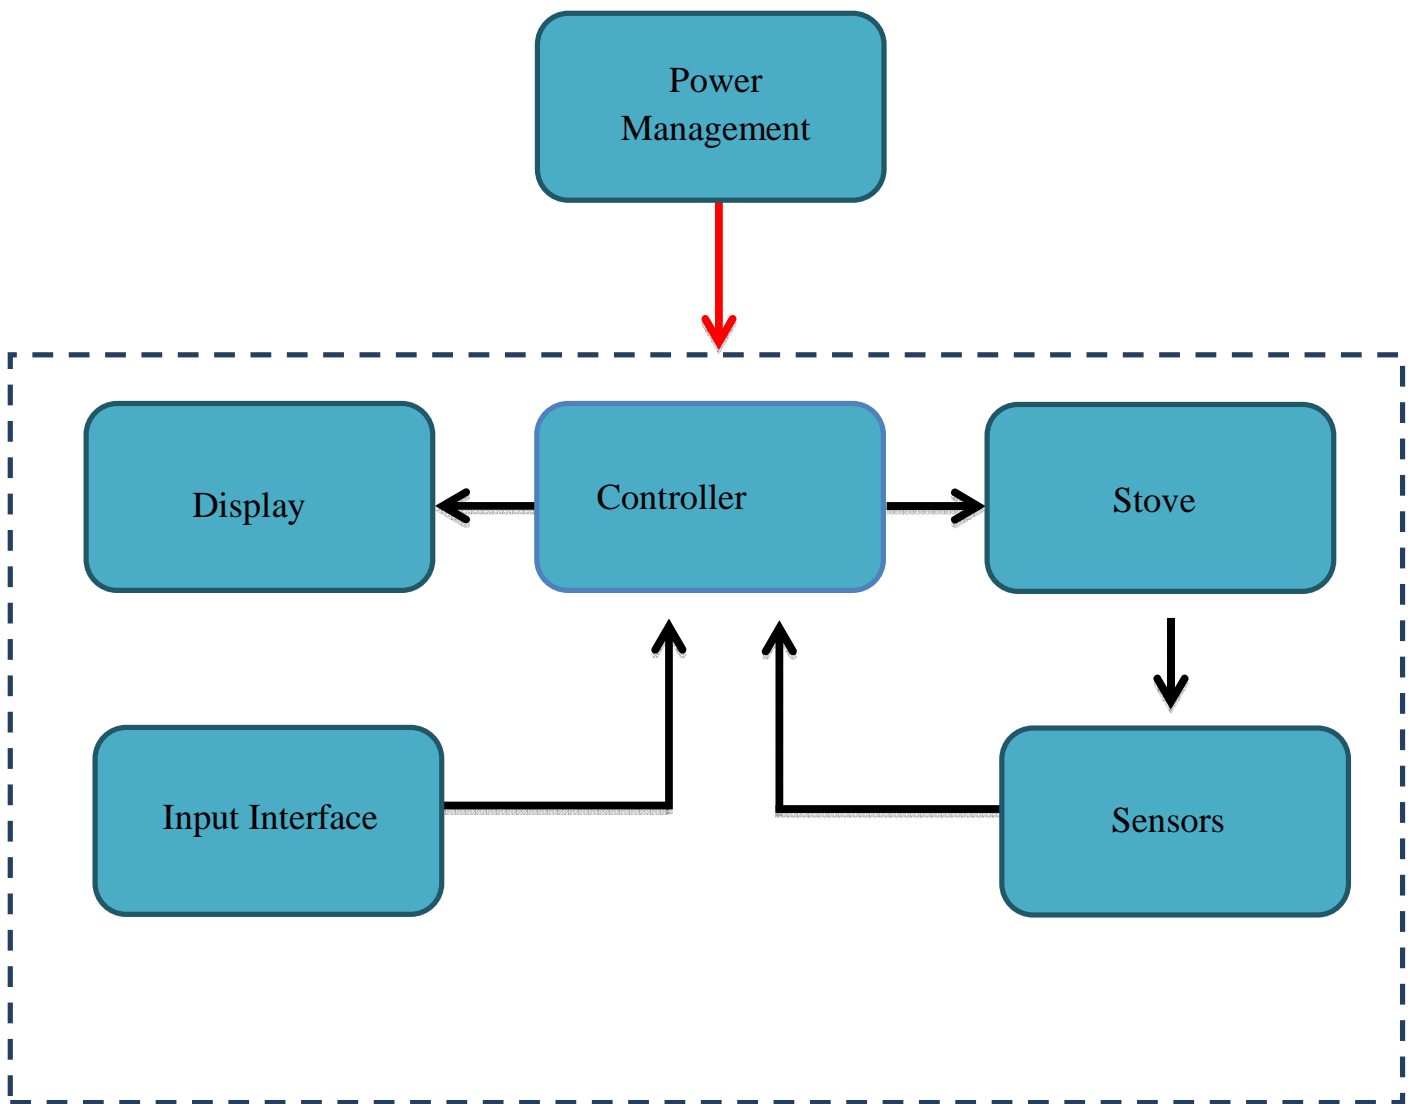 Power
Management
Display
Controller
Stove
Input Interface
Sensors